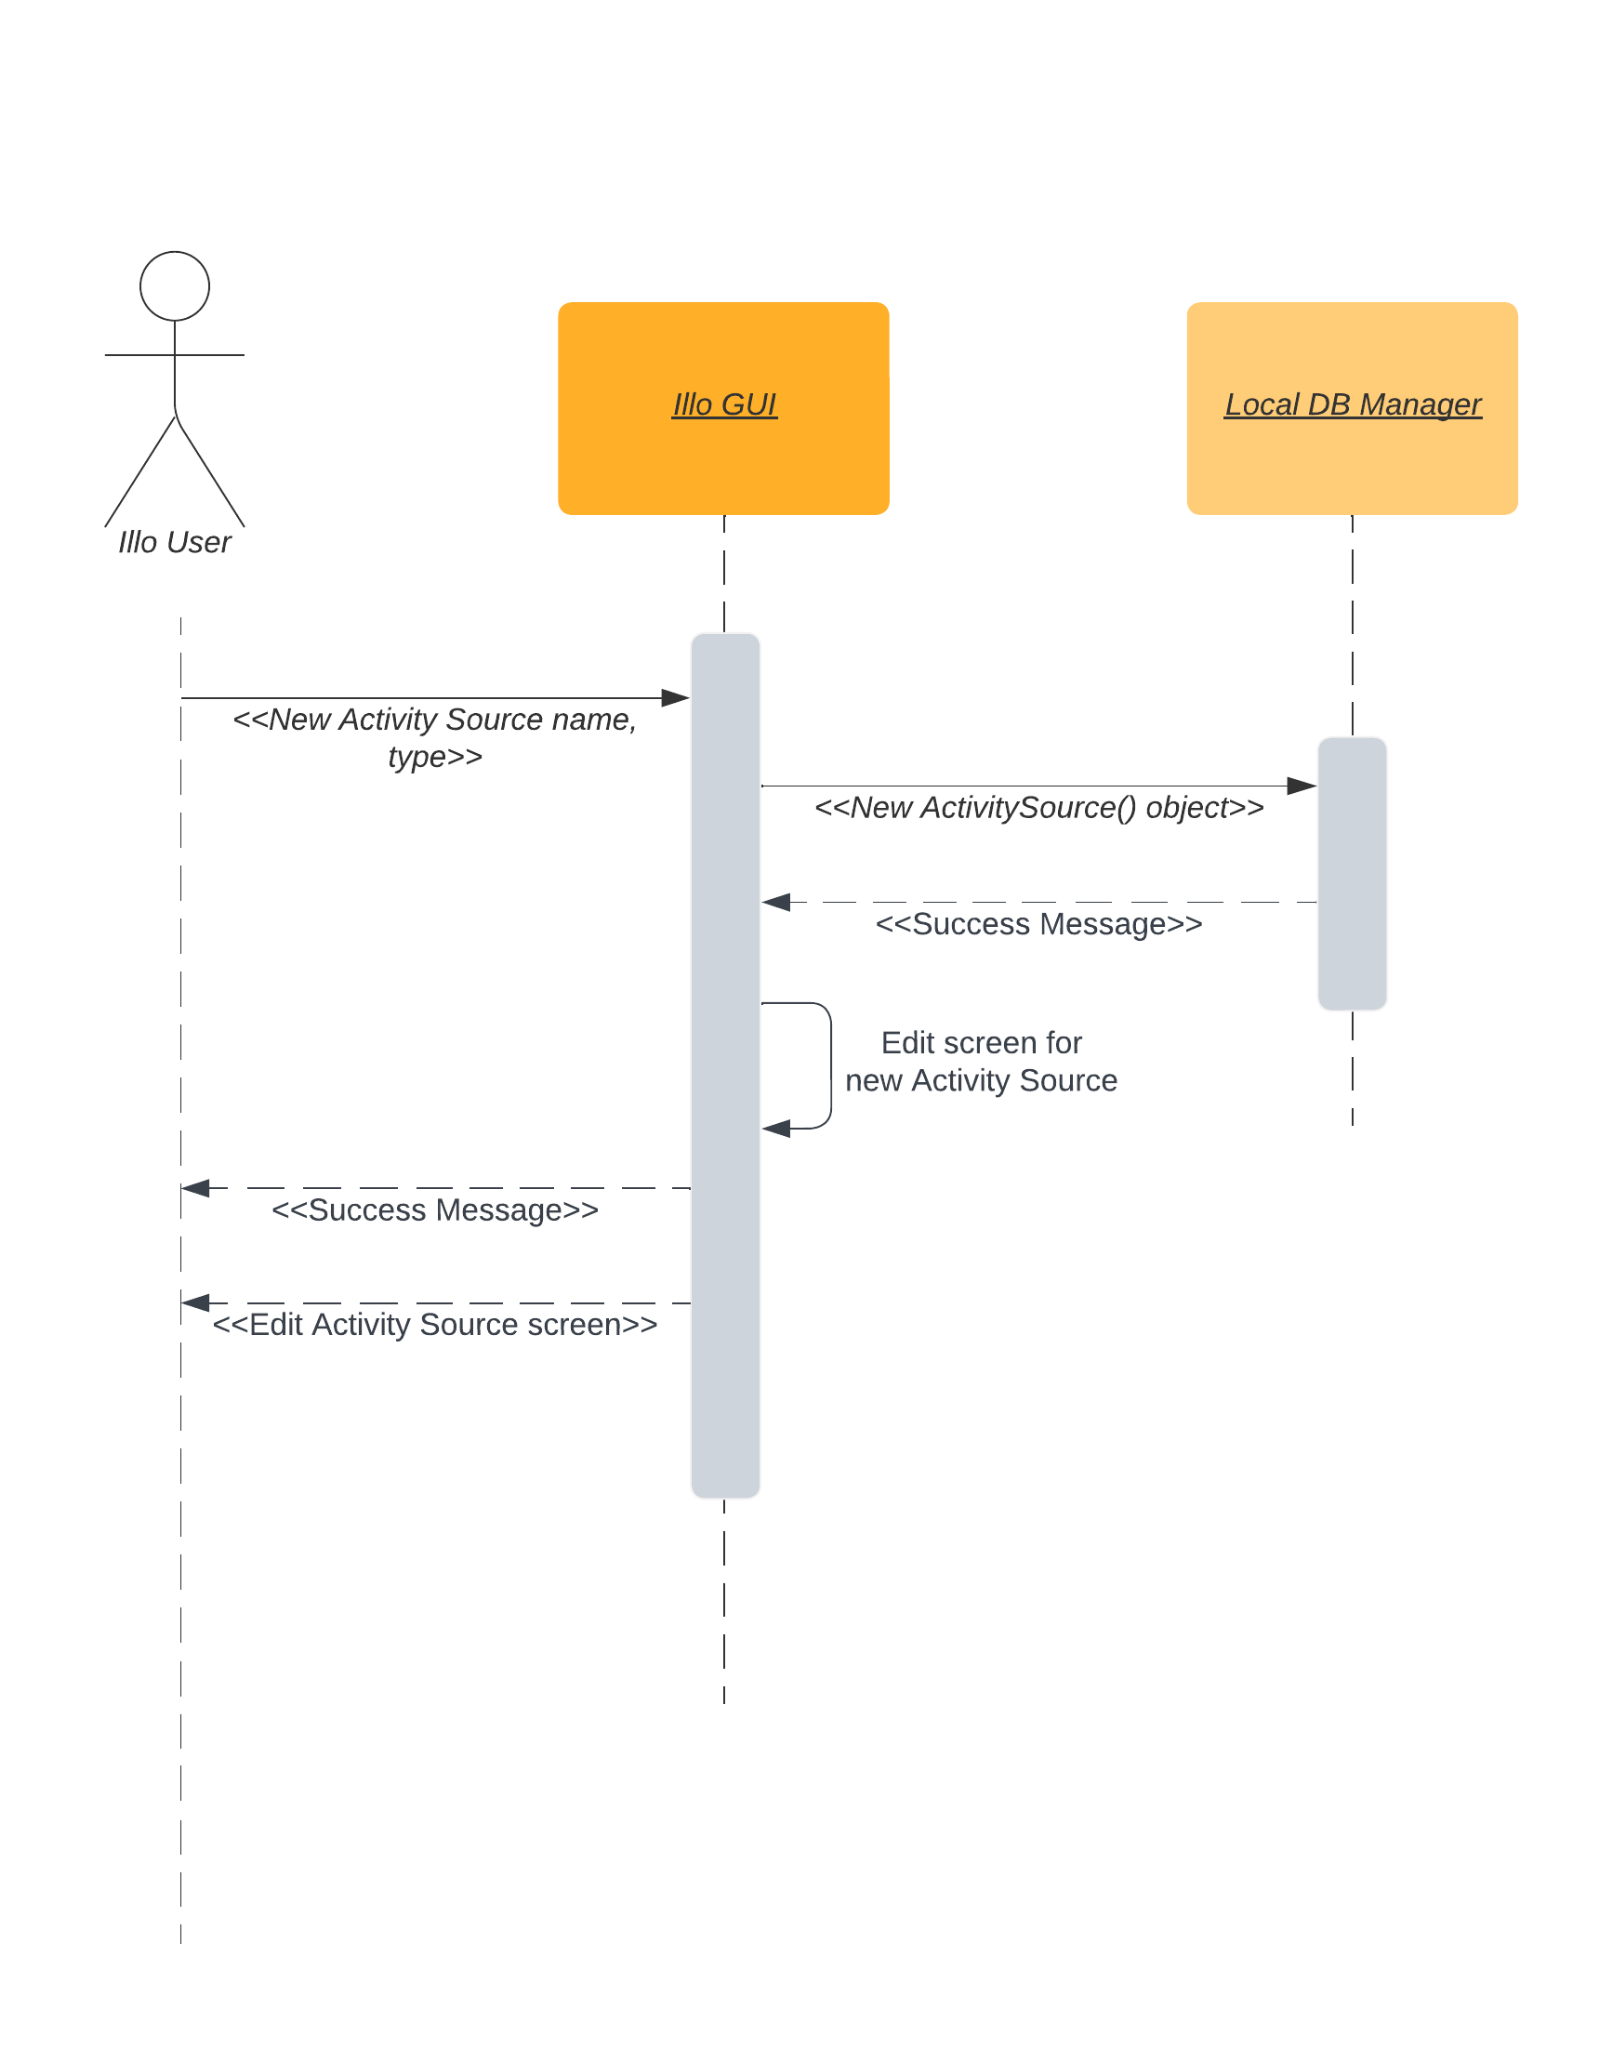 Illo GUI
Local DB Manager
Illo User
<<New Activity Source name,
type>>
<<New ActivitySource() object>>
<<Success Message>>
Edit screen for
new Activity Source
<<Success Message>>
<<Edit Activity Source screen>>